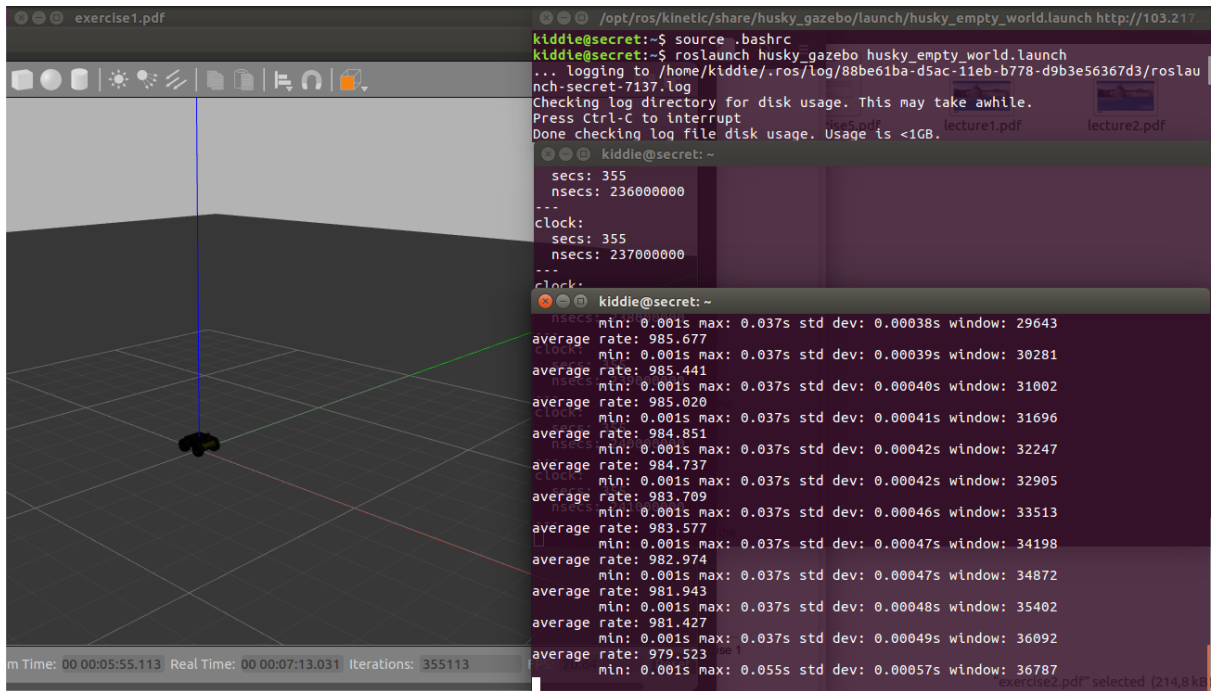 exercise1.pdf
/opt/ros/kinetic/share/husky_gazebo/launch/husky_empty_world.launch http://103.217...
kiddie@secret:~$ source .bashrc
kiddie@secret:~$ roslaunch husky_gazebo husky_empty_world.launch
... logging to /home/kiddie/.ros/log/88be61ba-d5ac-11eb-b778-d9b3e56367d3/roslau
nch-secret-7137.log
Checking log directory for disk usage. This may take awhile.
Press Ctrl-C to interrupt
Done checking log file disk usage. Usage is <1GB.
lecture1.pdf
lecture2.pdf
kiddie@secret: ~
secs: 355
nsecs: 236000000
---
clock:
secs: 355
nsecs: 237000000
---
clock:
kiddie@secret: ~
min: 0.001s max: 0.037s std dev: 0.00038s window: 29643
average rate: 985.677
min: 0.001s max: 0.037s std dev: 0.00039s window: 30281
average rate: 985.441
min: 0.001s max: 0.037s std dev: 0.00040s window: 31002
average rate: 985.020
min: 0.001s max: 0.037s std dev: 0.00041s window: 31696
average rate: 984.851
min: 0.001s max: 0.037s std dev: 0.00042s window: 32247
average rate: 984.737
min: 0.001s max: 0.037s std dev: 0.00042s window: 32905
average rate: 983.709
min: 0.001s max: 0.037s std dev: 0.00046s window: 33513
average rate: 983.577
min: 0.001s max: 0.037s std dev: 0.00047s window: 34198
average rate: 982.974
min: 0.001s max: 0.037s std dev: 0.00047s window: 34872
average rate: 981.943
min: 0.001s max: 0.037s std dev: 0.00048s window: 35402
average rate: 981.427
min: 0.001s max: 0.037s std dev: 0.00049s window: 36092
average rate: 979.523
min: 0.001s max: 0.055s std dev: 0.00057s window: 36787
m Time: 00 00:05:55.113 Real Time: 00 00:07:13.031 Iterations: 355113
"exercise2.pdf" selected (214,8 kB)